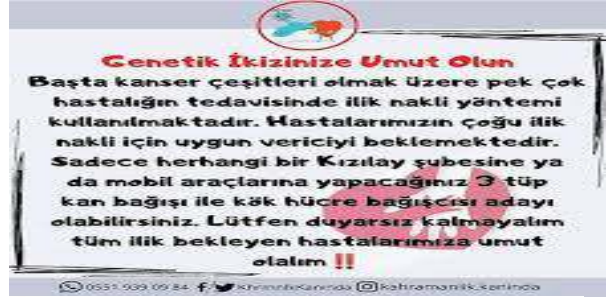 Genetik İkizinize Umut Olun
Başta kanser çeşitleri olmak üzere pek çok
hastalığın tedavisinde ilik nakli yöntemi
kullanılmaktadır. Hastalarımızın çoğu ilik
nakli için uygun vericiyi beklemektedir.
Sadece herhangi bir Kızılay şubesine ya
da mobil araçlarına yapacağınız 3 tüp
kan bağışı ile kök hücre bağışçısı adayı
olabilirsiniz. Lütfen duyarsız kalmayalım
tüm ilik bekleyen hastalarımıza umut
olalım ‼
0551 939 09 84 kahramanlik.kaninda